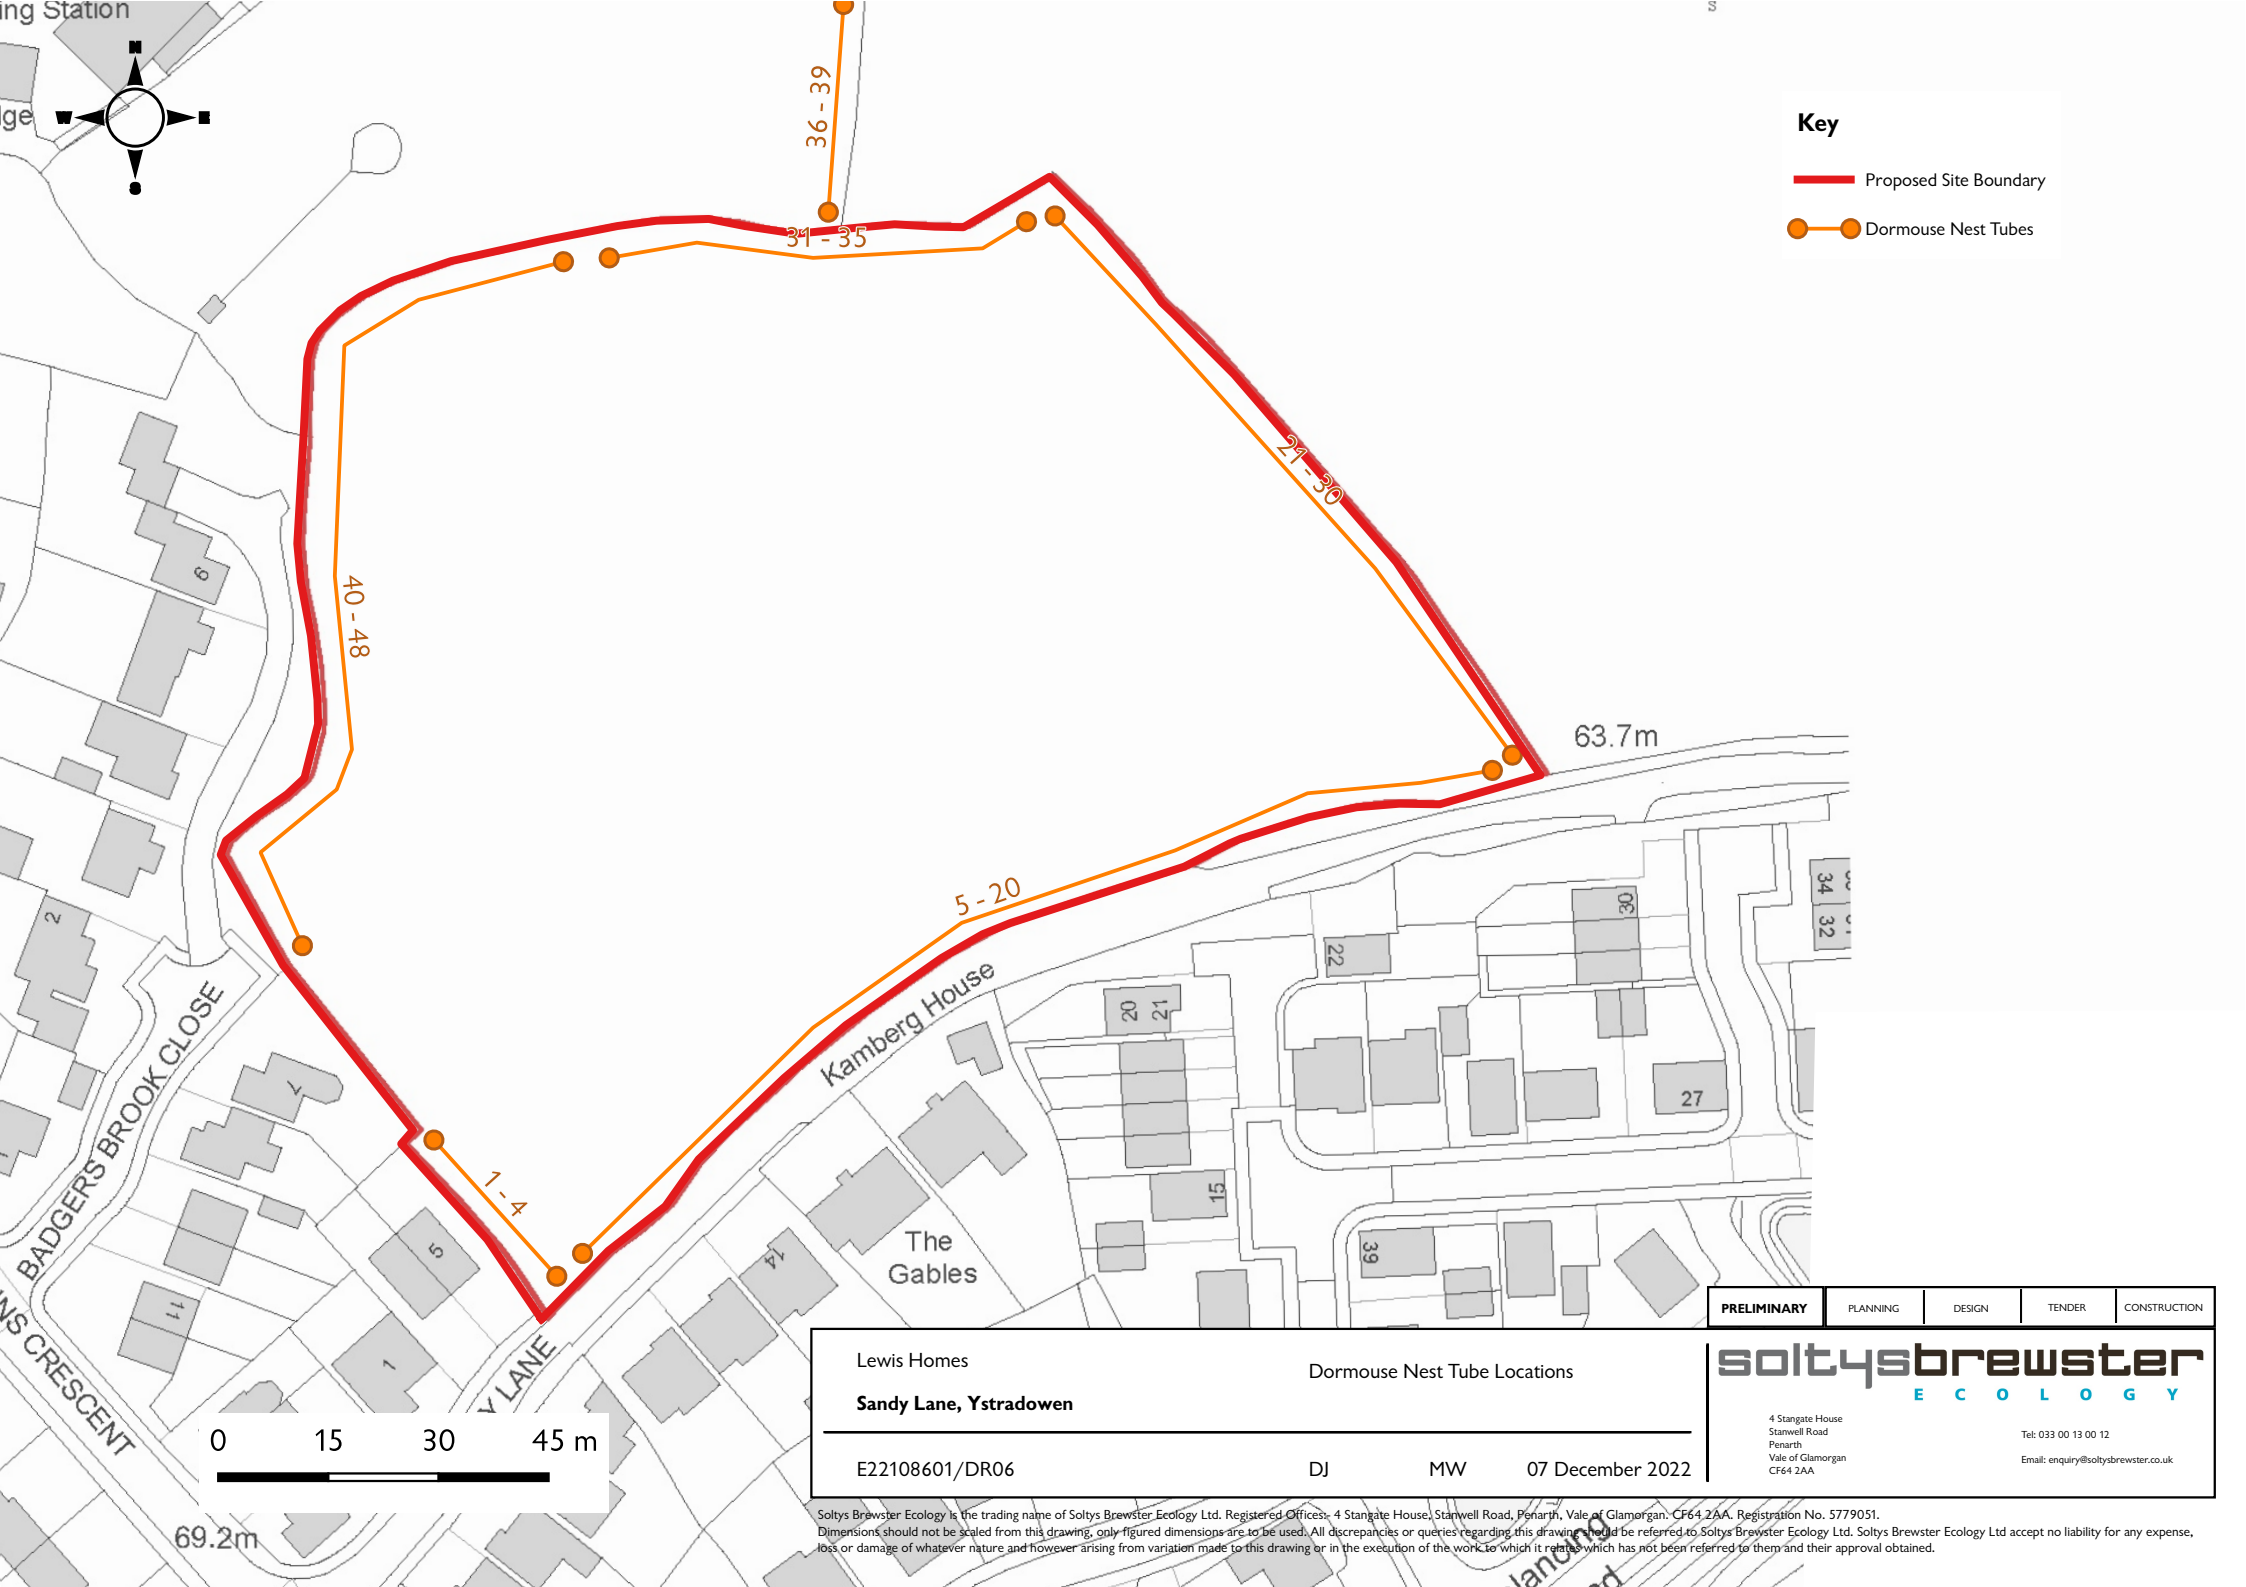 ing Station
lge
N
W
E
S
s
36 - 39
31 - 35
21 - 30
40 - 48
5 - 20
1 - 4
Key
Proposed Site Boundary
Dormouse Nest Tubes
63.7m
6
2
7
5
11
1
14
BADGERS BROOK CLOSE
NS CRESCENT
Y LANE
Kamberg House
The
Gables
20
21
22
30
34
32
27
15
39
0 15 30 45 m
69.2m
PRELIMINARY
PLANNING
DESIGN
TENDER
CONSTRUCTION
Lewis Homes
Sandy Lane, Ystradowen
Dormouse Nest Tube Locations
E22108601/DR06
DJ
MW
07 December 2022
soltysbrewster
ECOLOGY
4 Stangate House
Stanwell Road
Penarth
Vale of Glamorgan
CF64 2AA
Tel: 033 00 13 00 12
Email: enquiry@soltysbrewster.co.uk
Soltys Brewster Ecology is the trading name of Soltys Brewster Ecology Ltd. Registered Offices:- 4 Stangate House, Stanwell Road, Penarth, Vale of Glamorgan. CF64 2AA. Registration No. 5779051.
Dimensions should not be scaled from this drawing, only figured dimensions are to be used. All discrepancies or queries regarding this drawing should be referred to Soltys Brewster Ecology Ltd. Soltys Brewster Ecology Ltd accept no liability for any expense,
loss or damage of whatever nature and however arising from variation made to this drawing or in the execution of the work to which it relates which has not been referred to them and their approval obtained.